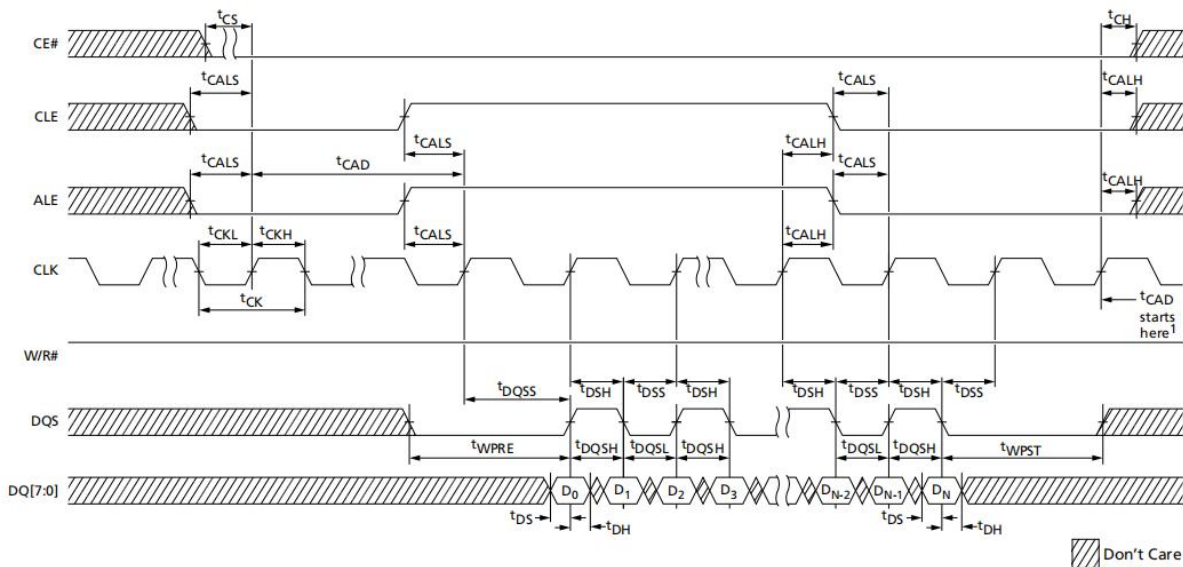 tCS tCH
CE#
tCALS tCALS tCALH
CLE
tCALS tCALH
tCALS tCAD tCALS tCALH
ALE
tCKL tCKH tCALS tCALH
CLK
tCK tCAD
starts
here1
W/R#
tDQSS tDSH tDSS tDSH tDSH tDSS tDSH tDSS
DQS
tWPRE tDQSH tDQSL tDQSH tDQSL tDQSH tWPST
DQ[7:0] D0 D1 D2 D3 DN-2 DN-1 DN
tDS tDH tDS tDH
Don't Care